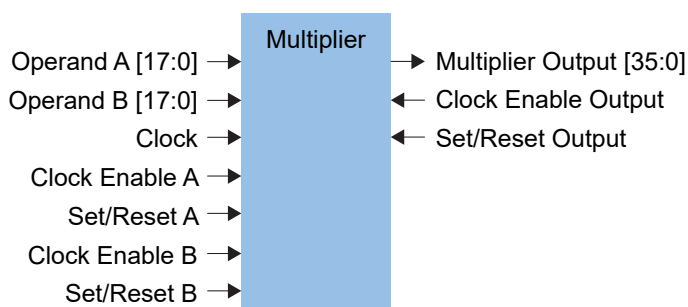 Multiplier
Operand A [17:0]
Operand B [17:0]
Clock
Clock Enable A
Set/Reset A
Clock Enable B
Set/Reset B
Multiplier Output [35:0]
Clock Enable Output
Set/Reset Output